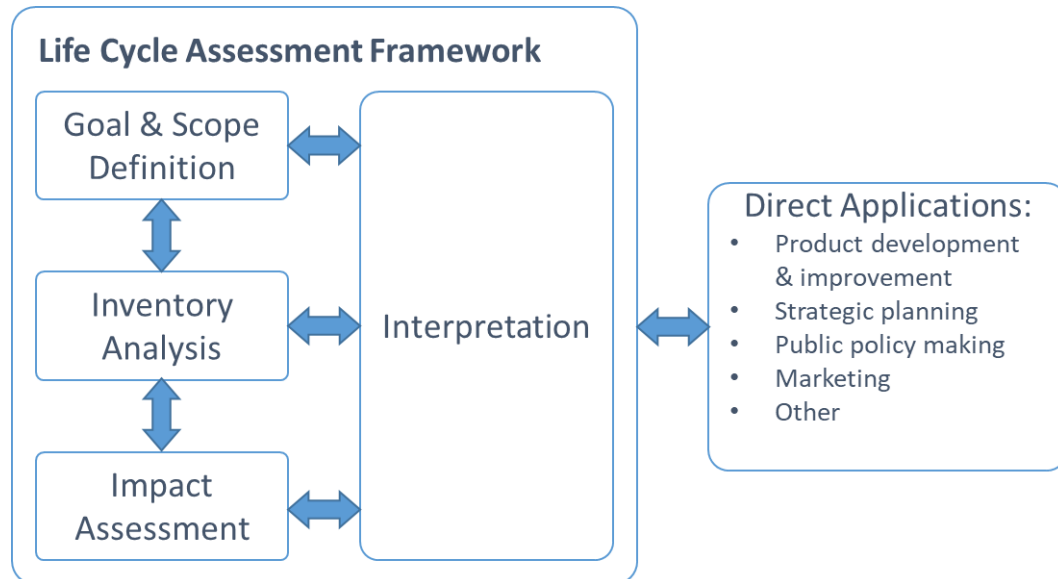 Life Cycle Assessment Framework
Goal & Scope
Definition
Inventory
Analysis
Impact
Assessment
Interpretation
Direct Applications:
• Product development
& improvement
• Strategic planning
• Public policy making
• Marketing
• Other